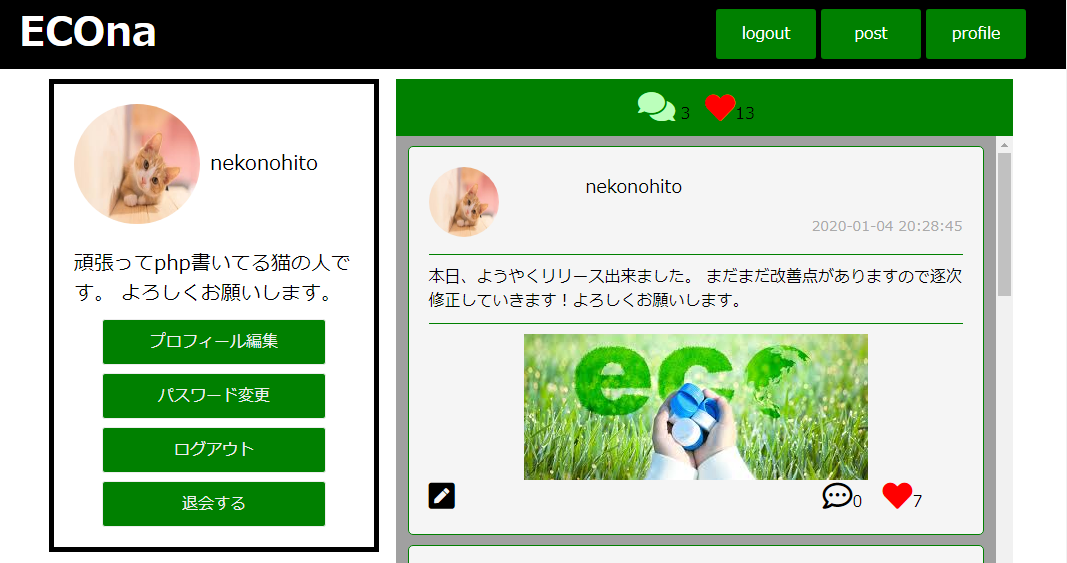 ECOna
logout
post
profile
nekonohito
頑張ってphp書いてる猫の人で
す。 よろしくお願いします。
プロフィール編集
パスワード変更
ログアウト
退会する
3
13
nekonohito
2020-01-04 20:28:45
本日、ようやくリリース出来ました。 まだまだ改善点がありますので逐次
修正していきます！よろしくお願いします。
eco
0
7